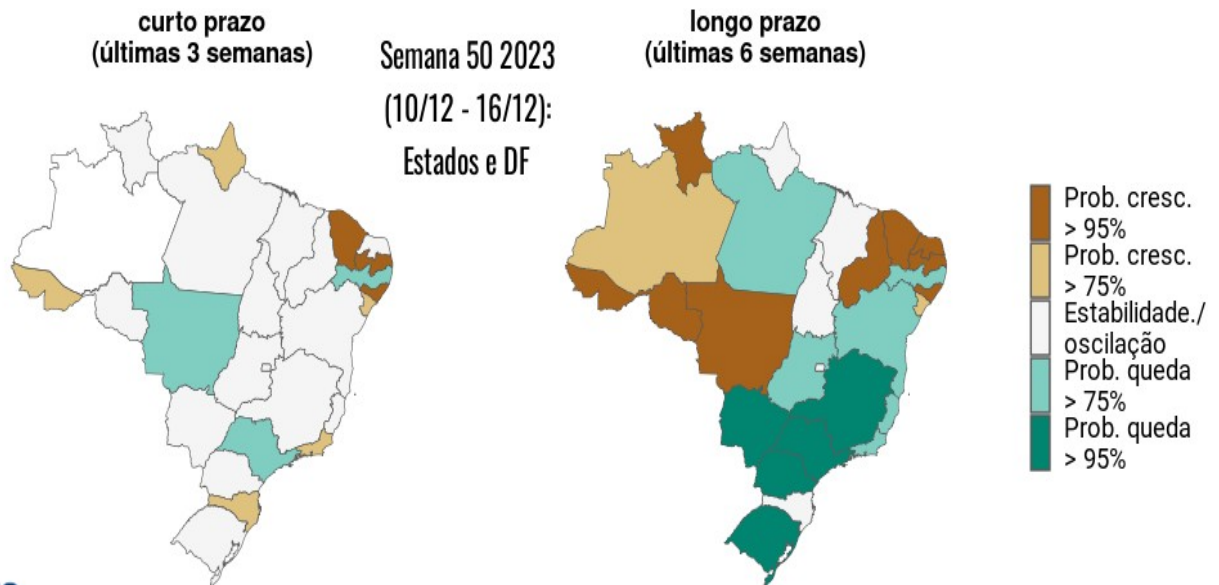 curto prazo
(últimas 3 semanas)
Semana 50 2023
(10/12 - 16/12):
Estados e DF
longo prazo
(últimas 6 semanas)
Prob. cresc.
> 95%
Prob. cresc.
> 75%
Estabilidade./
oscilação
Prob. queda
> 75%
Prob. queda
> 95%